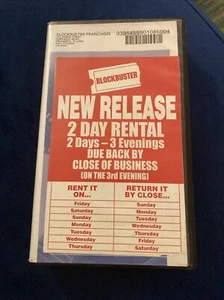 BLOCKBUSTER FRANCHISEE
BLOCKBUSTER
NEW RELEASE
2 DAY RENTAL
2 Days – 3 Evenings
DUE BACK BY
CLOSE OF BUSINESS
(ON THE 3rd EVENING)
RENT IT ON... RETURN IT BY CLOSE...
Friday Sunday
Saturday Monday
Sunday Tuesday
Monday Wednesday
Tuesday Thursday
Wednesday Friday
Thursday Saturday